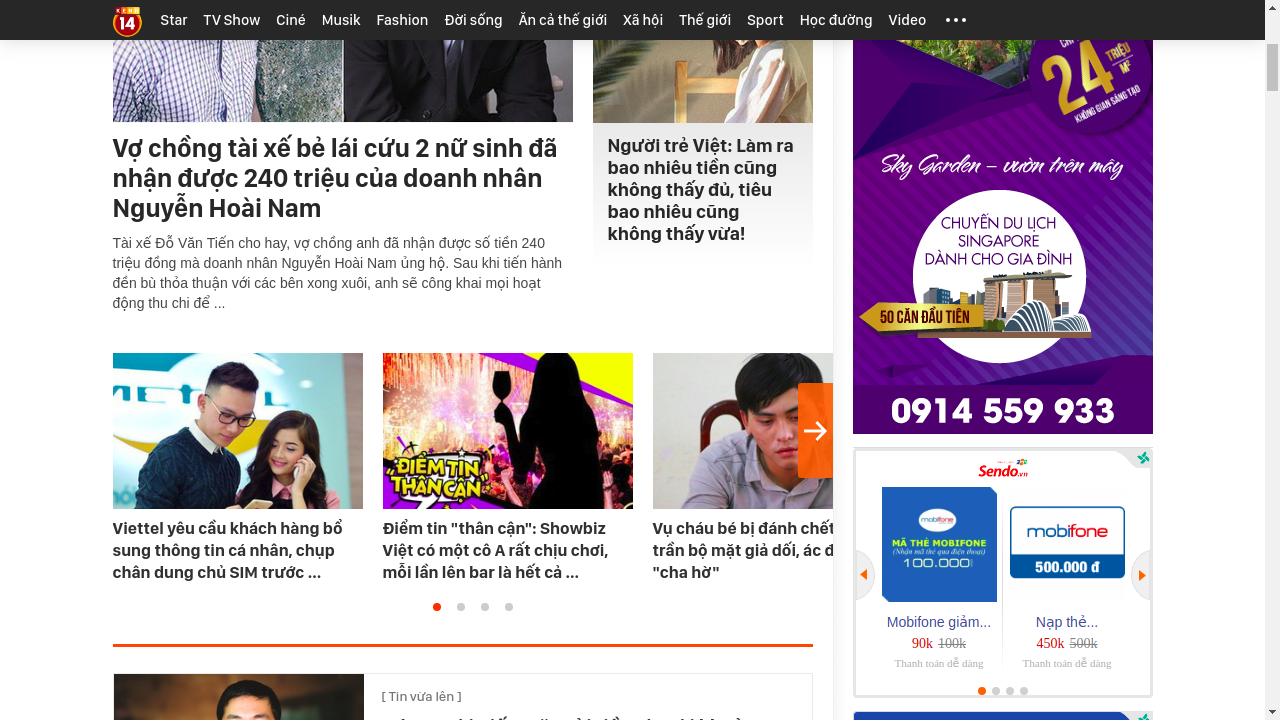 KENH
14
Star
TV Show
Ciné
Musik
Fashion
Đời sống
Ăn cả thế giới
Xã hội
Thế giới
Sport
Học đường
Video
Vợ chồng tài xế bẻ lái cứu 2 nữ sinh đã
nhận được 240 triệu của doanh nhân
Nguyễn Hoài Nam
Tài xế Đỗ Văn Tiến cho hay, vợ chồng anh đã nhận được số tiền 240
triệu đồng mà doanh nhân Nguyễn Hoài Nam ủng hộ. Sau khi tiến hành
đền bù thỏa thuận với các bên xong xuôi, anh sẽ công khai mọi hoạt
động thu chi để ...
Người trẻ Việt: Làm ra
bao nhiêu tiền cũng
không thấy đủ, tiêu
bao nhiêu cũng
không thấy vừa!
Viettel yêu cầu khách hàng bổ
sung thông tin cá nhân, chụp
chân dung chủ SIM trước ...
ĐIỂM TIN
"THÂN CẬN"
Điểm tin "thân cận": Showbiz
Việt có một cô A rất chịu chơi,
mỗi lần lên bar là hết cả ...
Vụ cháu bé bị đánh chết
trần bộ mặt giả dối, ác đ
"cha hờ"
[ Tin vừa lên ]
24
TRIỆU
M²
KHÔNG GIAN SÁNG TẠO
Sky Garden – vườn trên mây
CHUYẾN DU LỊCH
SINGAPORE
DÀNH CHO GIA ĐÌNH
50 CĂN ĐẦU TIÊN
0914 559 933
Sendo.vn
mobifone
MÃ THẺ MOBIFONE
(Nhận mã thẻ qua điện thoại)
100.000
mobifone
500.000 đ
Mobifone giảm...
90k 100k
Thanh toán dễ dàng
Nạp thẻ...
450k 500k
Thanh toán dễ dàng